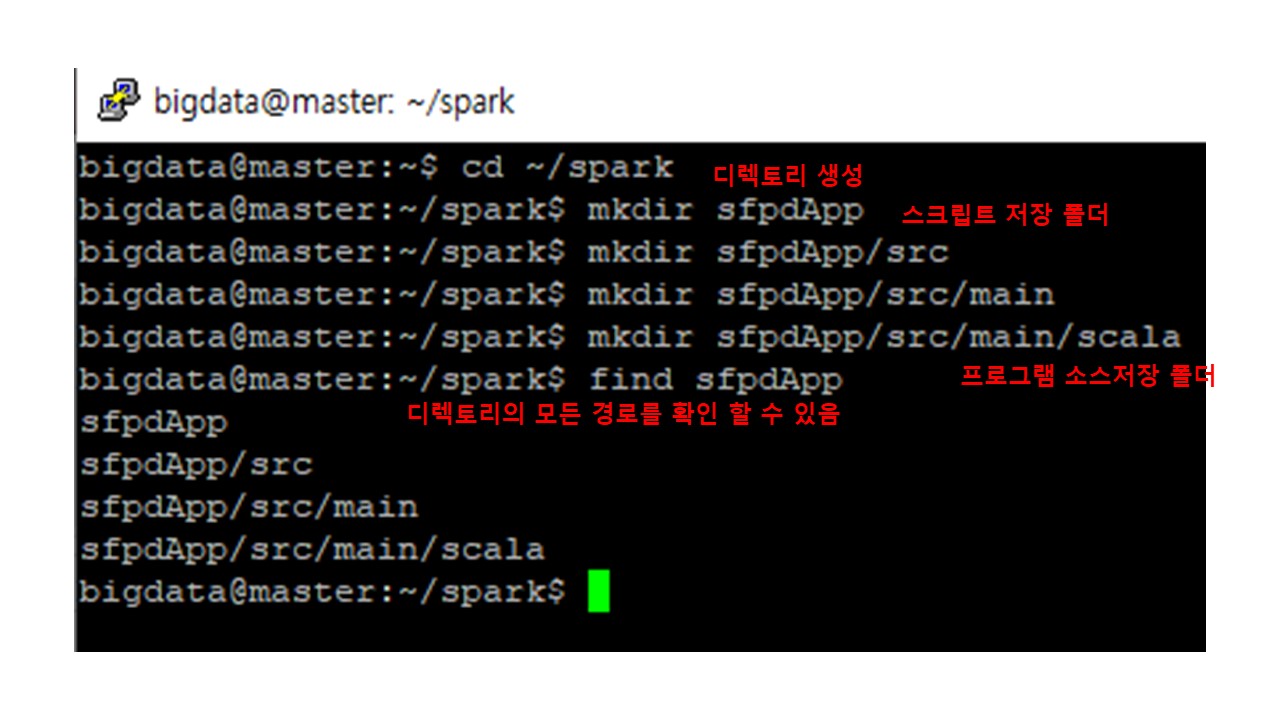 bigdata@master: ~/spark
bigdata@master:~$ cd ~/spark 디렉토리 생성
bigdata@master:~/spark$ mkdir sfpdApp 스크립트 저장 폴더
bigdata@master:~/spark$ mkdir sfpdApp/src
bigdata@master:~/spark$ mkdir sfpdApp/src/main
bigdata@master:~/spark$ mkdir sfpdApp/src/main/scala
bigdata@master:~/spark$ find sfpdApp 프로그램 소스저장 폴더
sfpdApp 디렉토리의 모든 경로를 확인 할 수 있음
sfpdApp/src
sfpdApp/src/main
sfpdApp/src/main/scala
bigdata@master:~/spark$